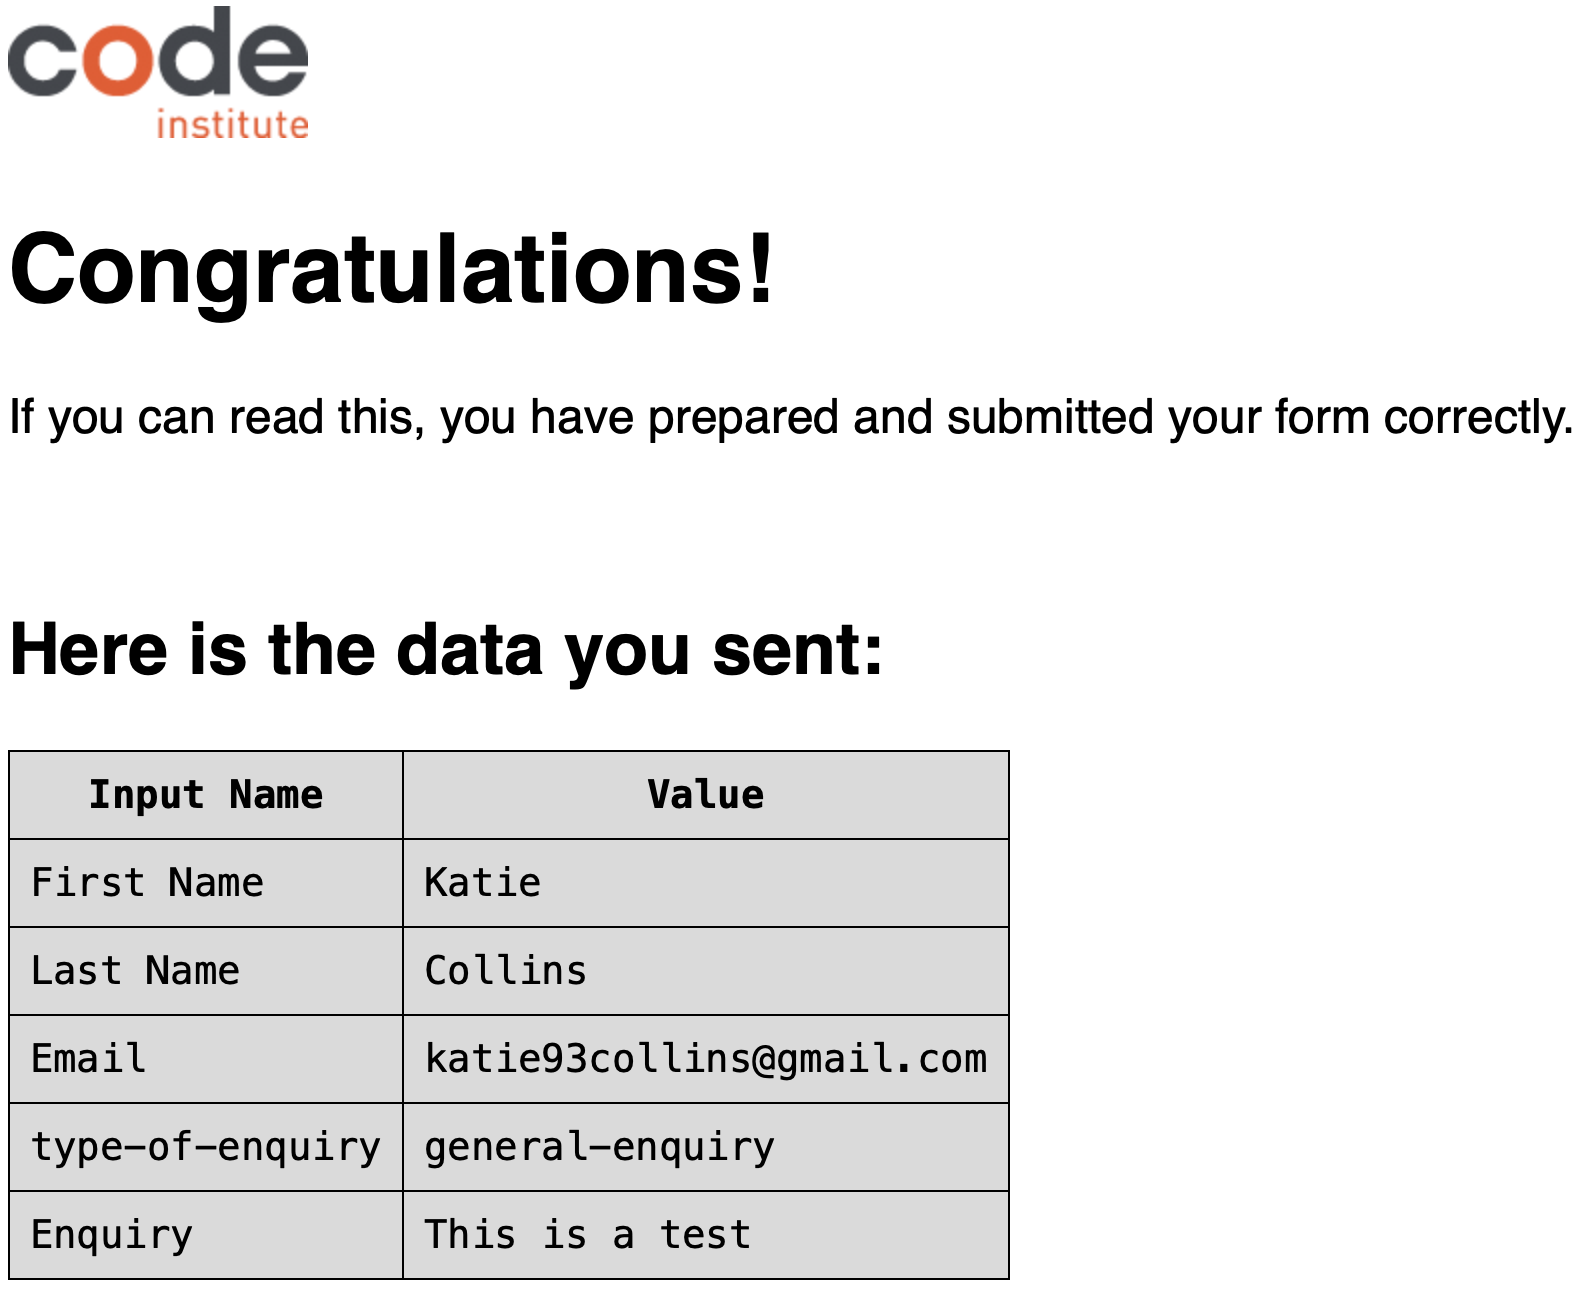 code
institute
Congratulations!
If you can read this, you have prepared and submitted your form correctly.
Here is the data you sent:
Input Name Value
First Name Katie
Last Name Collins
Email katie93collins@gmail.com
type-of-enquiry general-enquiry
Enquiry This is a test